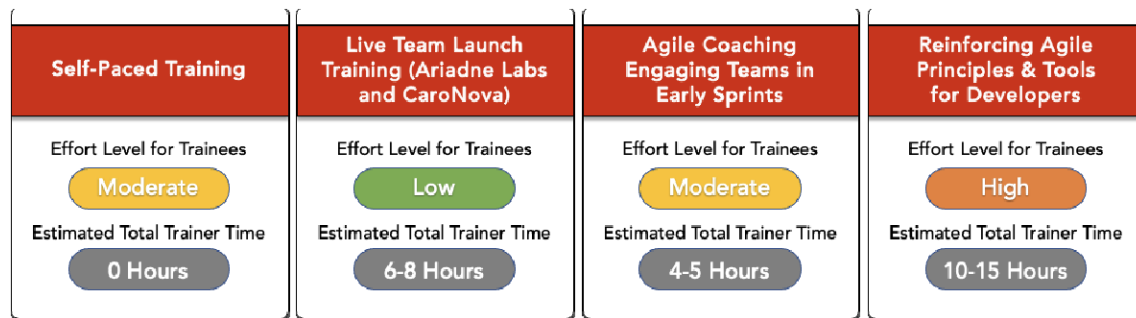 Self-Paced Training
Effort Level for Trainees
Moderate
Estimated Total Trainer Time
0 Hours
Live Team Launch
Training (Ariadne Labs
and CaroNova)
Effort Level for Trainees
Low
Estimated Total Trainer Time
6-8 Hours
Agile Coaching
Engaging Teams in
Early Sprints
Effort Level for Trainees
Moderate
Estimated Total Trainer Time
4-5 Hours
Reinforcing Agile
Principles & Tools
for Developers
Effort Level for Trainees
High
Estimated Total Trainer Time
10-15 Hours